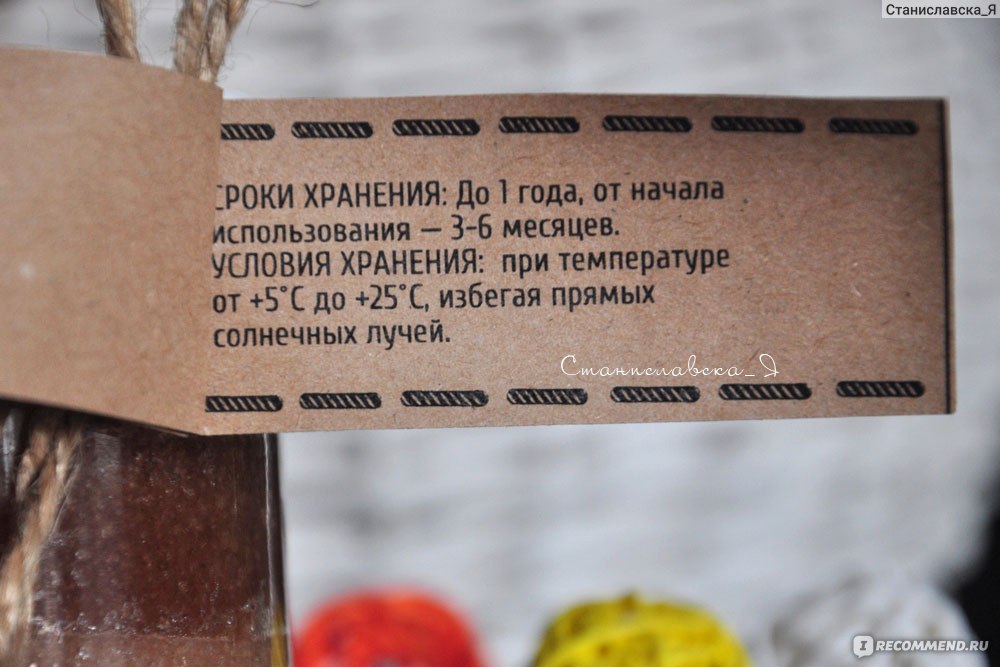 Станиславска_Я
СРОКИ ХРАНЕНИЯ: До 1 года, от начала
использования — 3-6 месяцев.
УСЛОВИЯ ХРАНЕНИЯ: при температуре
от +5°С до +25°С, избегая прямых
солнечных лучей.
Станиславска_Я
IRECOMMEND.RU